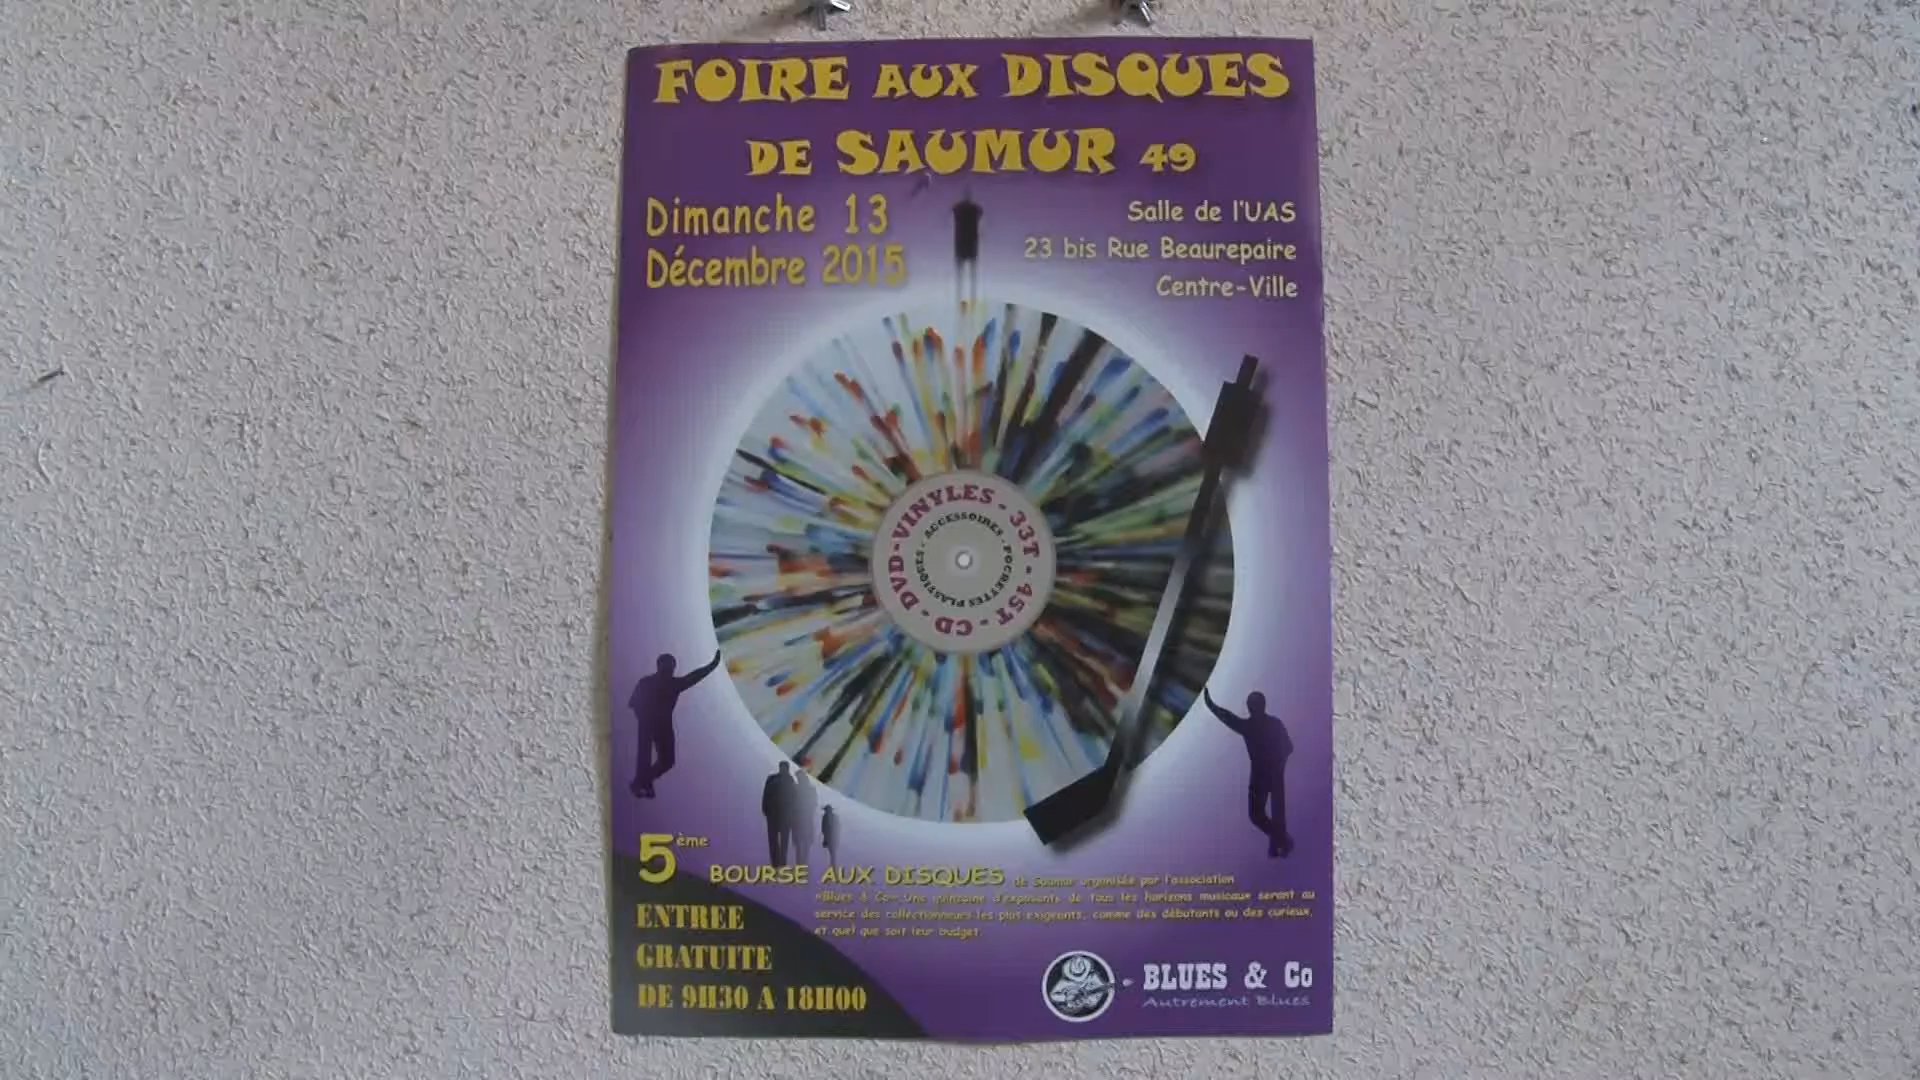 FOIRE AUX DISQUES
DE SAUMUR 49
Dimanche 13
Décembre 2015
Salle de l'UAS
23 bis Rue Beaurepaire
Centre-Ville
DVD - VINYLES - 33T - 45T - CD -
ACCESSOIRES - POCHETTES PLASTIQUES -
5ème
BOURSE AUX DISQUES de Saumur organisée par l'association
«Blues & Co» Une quinzaine d'exposants de tous les horizons musicaux seront au
service des collectionneurs les plus exigeants, comme des débutants ou des curieux,
et quel que soit leur budget.
ENTREE
GRATUITE
DE 9H30 A 18H00
BLUES & Co
Autrement Blues